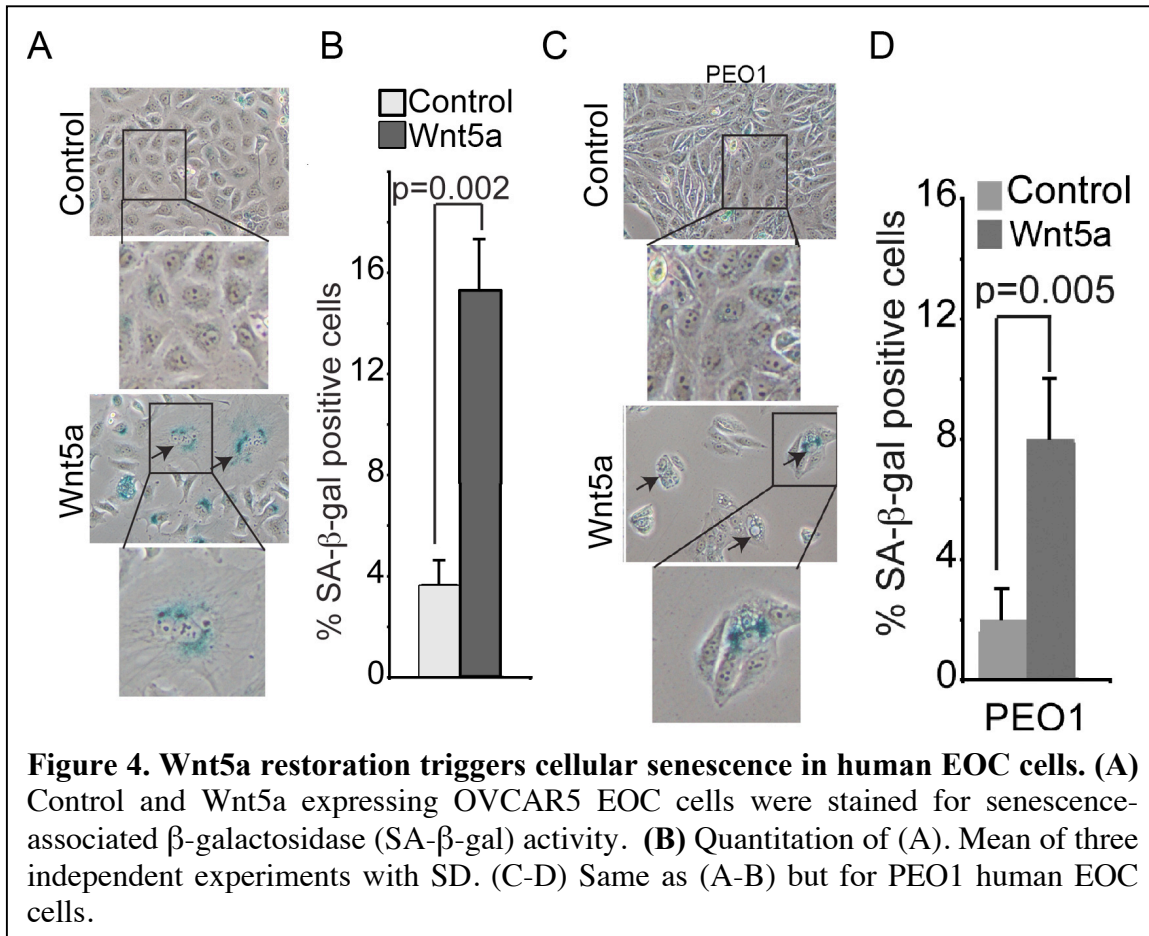 A
B
C
D
Control
Wnt5a
Control
Wnt5a
p=0.002
% SA-β-gal positive cells
16
12
8
4
0
PEO1
Control
Wnt5a
Control
Wnt5a
p=0.005
% SA-β-gal positive cells
16
12
8
4
0
PEO1
Figure 4. Wnt5a restoration triggers cellular senescence in human EOC cells. (A)
Control and Wnt5a expressing OVCAR5 EOC cells were stained for senescence-
associated β-galactosidase (SA-β-gal) activity. (B) Quantitation of (A). Mean of three
independent experiments with SD. (C-D) Same as (A-B) but for PEO1 human EOC
cells.